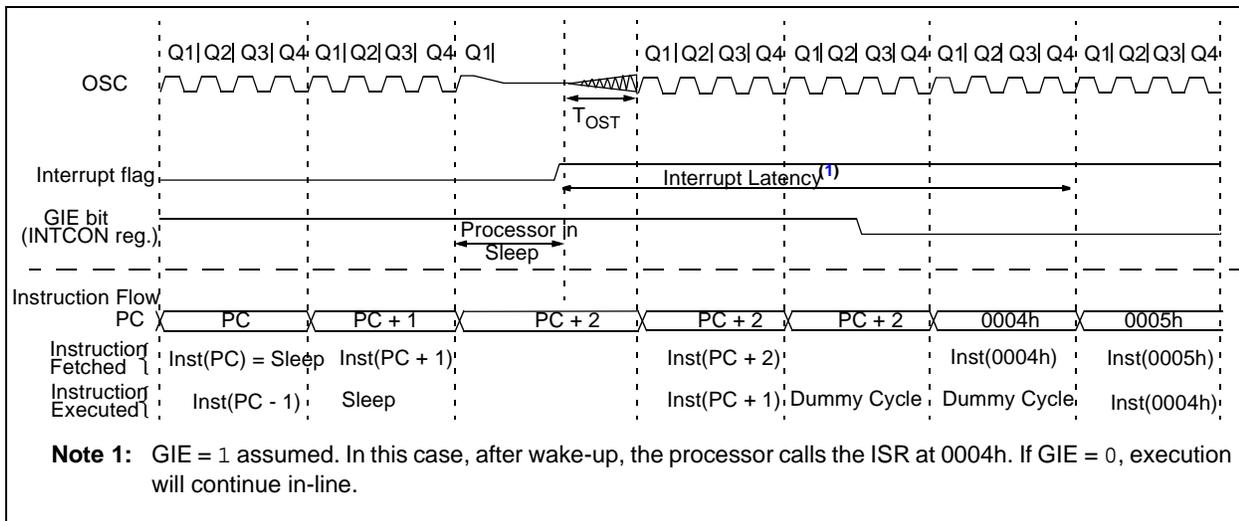 Q1| Q2| Q3| Q4 Q1| Q2| Q3| Q4 Q1| Q1| Q2| Q3| Q4 Q1| Q2| Q3| Q4 Q1| Q2| Q3| Q4 Q1| Q2| Q3| Q4
OSC
TOST
Interrupt flag
Interrupt Latency(1)
GIE bit
(INTCON reg.)
Processor in
Sleep
Instruction Flow
PC PC PC + 1 PC + 2 PC + 2 PC + 2 0004h 0005h
Instruction
Fetched
Inst(PC) = Sleep Inst(PC + 1) Inst(PC + 2) Inst(0004h) Inst(0005h)
Instruction
Executed
Inst(PC - 1) Sleep Inst(PC + 1) Dummy Cycle Dummy Cycle Inst(0004h)
Note 1: GIE = 1 assumed. In this case, after wake-up, the processor calls the ISR at 0004h. If GIE = 0, execution
will continue in-line.